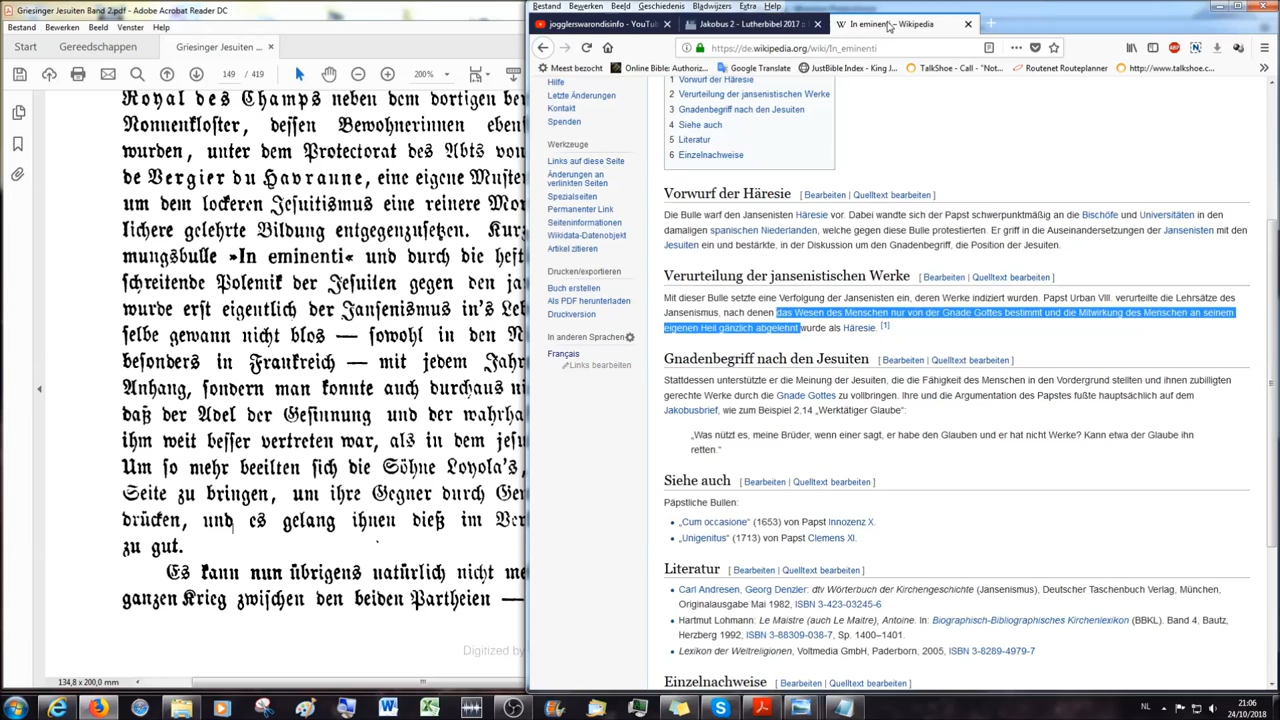 Griesinger Jesuiten Band 2.pdf - Adobe Acrobat Reader DC
Bestand Bewerken Beeld Venster Help
Start Gereedschappen Griesinger Jesuiten ... ×
149 / 419 200%
Royal des Champs neben dem dortigen
Nonnenkloster, dessen Bewohnerinnen
wurden, unter dem Protectorat des Abts von
de Vergier du Havranne, eine eigene
um dem lockeren Jesuitismus eine reinere
lichere gelehrte Bildung entgegenzusetzen.
mungsbulle »In eminenti« und durch die
schreitende Polemik der Jesuiten gegen den
wurde erst eigentlich der Jansenismus in's
selbe gewann nicht blos — sowohl in den
besonders in Frankreich — mit jedem
Anhang, sondern man konnte auch durchaus
daß der Adel der Gesinnung und der
ihm weit besser vertreten war, als in dem
Um so mehr beeilten sich die Söhne Loyola's,
Seite zu bringen, um ihre Gegner durch
drücken, und es gelang ihnen dieß im
zu gut.
Es kann nun übrigens natürlich nicht
ganzen Krieg zwischen den beiden Partheien —
Digitized by
134,8 x 200,0 mm
Bestand Bewerken Beeld Geschiedenis Bladwijzers Extra Help
jogglerswarondisinfo - YouTu × Jakobus 2 - Lutherbibel 2017 :: × In eminenti – Wikipedia × +
https://de.wikipedia.org/wiki/In_eminenti
Meest bezocht Online Bible: Authoriz... Google Translate JustBible Index - King J... TalkShoe - Call - "Not... Routenet Routeplanner http://www.talkshoe.c...
Hilfe
Letzte Änderungen
Kontakt
Spenden
Werkzeuge
Links auf diese Seite
Änderungen an
verlinkten Seiten
Spezialseiten
Permanenter Link
Seiteninformationen
Wikidata-Datenobjekt
Artikel zitieren
Drucken/exportieren
Buch erstellen
Als PDF herunterladen
Druckversion
In anderen Sprachen
Français
Links bearbeiten
1 Vorwurf der Häresie
2 Verurteilung der jansenistischen Werke
3 Gnadenbegriff nach den Jesuiten
4 Siehe auch
5 Literatur
6 Einzelnachweise
Vorwurf der Häresie [ Bearbeiten | Quelltext bearbeiten ]
Die Bulle warf den Jansenisten Häresie vor. Dabei wandte sich der Papst schwerpunktmäßig an die Bischöfe und Universitäten in den
damaligen spanischen Niederlanden, welche gegen diese Bulle protestierten. Er griff in die Auseinandersetzungen der Jansenisten mit den
Jesuiten ein und bestärkte, in der Discussion um den Gnadenbegriff, die Position der Jesuiten.
Verurteilung der jansenistischen Werke [ Bearbeiten | Quelltext bearbeiten ]
Mit dieser Bulle setzte eine Verfolgung der Jansenisten ein, deren Werke indiziert wurden. Papst Urban VIII. verurteilte die Lehrsätze des
Jansenismus, nach denen das Wesen des Menschen nur von der Gnade Gottes bestimmt und die Mitwirkung des Menschen an seinem
eigenen Heil gänzlich abgelehnt wurde als Häresie. [1]
Gnadenbegriff nach den Jesuiten [ Bearbeiten | Quelltext bearbeiten ]
Stattdessen unterstützte er die Meinung der Jesuiten, die die Fähigkeit des Menschen in den Vordergrund stellten und ihnen zubilligten
gerechte Werke durch die Gnade Gottes zu vollbringen. Ihre und die Argumentation des Papstes fußte hauptsächlich auf dem
Jakobusbrief, wie zum Beispiel 2,14 „Werktätiger Glaube“:
„Was nützt es, meine Brüder, wenn einer sagt, er habe den Glauben und er hat nicht Werke? Kann etwa der Glaube ihn
retten.“
Siehe auch [ Bearbeiten | Quelltext bearbeiten ]
Päpstliche Bullen:
„Cum occasione“ (1653) von Papst Innozenz X.
„Unigenitus“ (1713) von Papst Clemens XI.
Literatur [ Bearbeiten | Quelltext bearbeiten ]
Carl Andresen, Georg Denzler: dtv Wörterbuch der Kirchengeschichte (Jansenismus), Deutscher Taschenbuch Verlag, München,
Originalausgabe Mai 1982, ISBN 3-423-03245-6
Hartmut Lohmann: Le Maistre (auch Le Maitre), Antoine. In: Biographisch-Bibliographisches Kirchenlexikon (BBKL). Band 4, Bautz,
Herzberg 1992, ISBN 3-88309-038-7, Sp. 1400–1401.
Lexikon der Weltreligionen, Voltmedia GmbH, Paderborn, 2005, ISBN 3-8289-4979-7
Einzelnachweise [ Bearbeiten | Quelltext bearbeiten ]
NL 21:06
24/10/2018